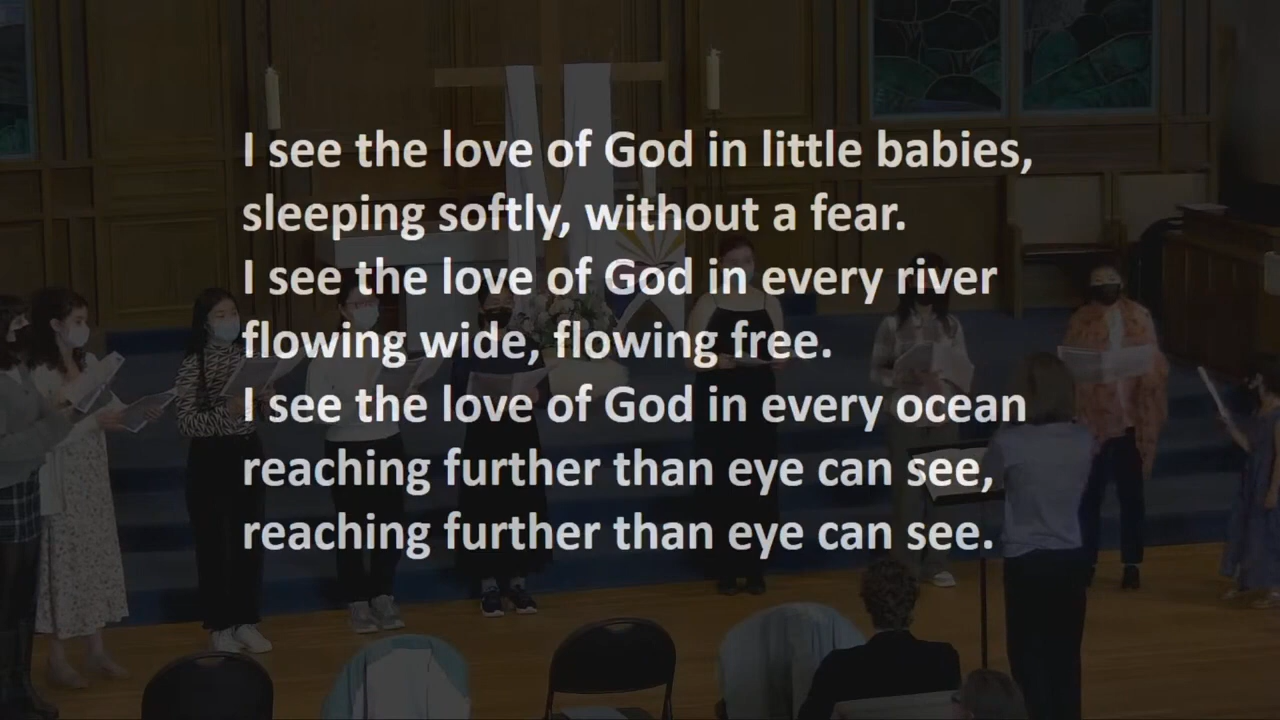 I see the love of God in little babies,
sleeping softly, without a fear.
I see the love of God in every river
flowing wide, flowing free.
I see the love of God in every ocean
reaching further than eye can see,
reaching further than eye can see.